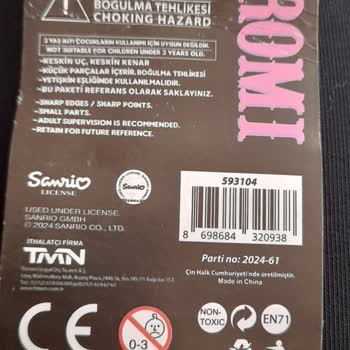 BOĞULMA TEHLİKESİ
CHOKING HAZARD
3 YAŞ ALTI ÇOCUKLARIN KULLANIMI İÇİN UYGUN DEĞİLDİR.
NOT SUITABLE FOR CHILDREN UNDER 3 YEARS OLD.
- KESKİN UÇ, KESKİN KENAR
- KÜÇÜK PARÇALAR İÇERİR. BOĞULMA TEHLİKESİ
- YETİŞKİN EŞLİĞİNDE KULLANILMALIDIR.
- BU PAKETİ REFERANS OLARAK SAKLAYINIZ.
- SHARP EDGES / SHARP POINTS.
- SMALL PARTS.
- ADULT SUPERVISION IS RECOMMENDED.
- RETAIN FOR FUTURE REFERENCE.
ROMI
Sanrio
LICENSE
Sanrio
USED UNDER LICENSE.
SANRIO GMBH
© 2024 SANRIO CO., LTD.
593104
8 698684 320938
İTHALATÇI FİRMA
TMN
Parti no: 2024-61
Çin Halk Cumhuriyeti'nde üretilmiştir.
Made in China
CE
0-3
NON-
TOXIC
EN71